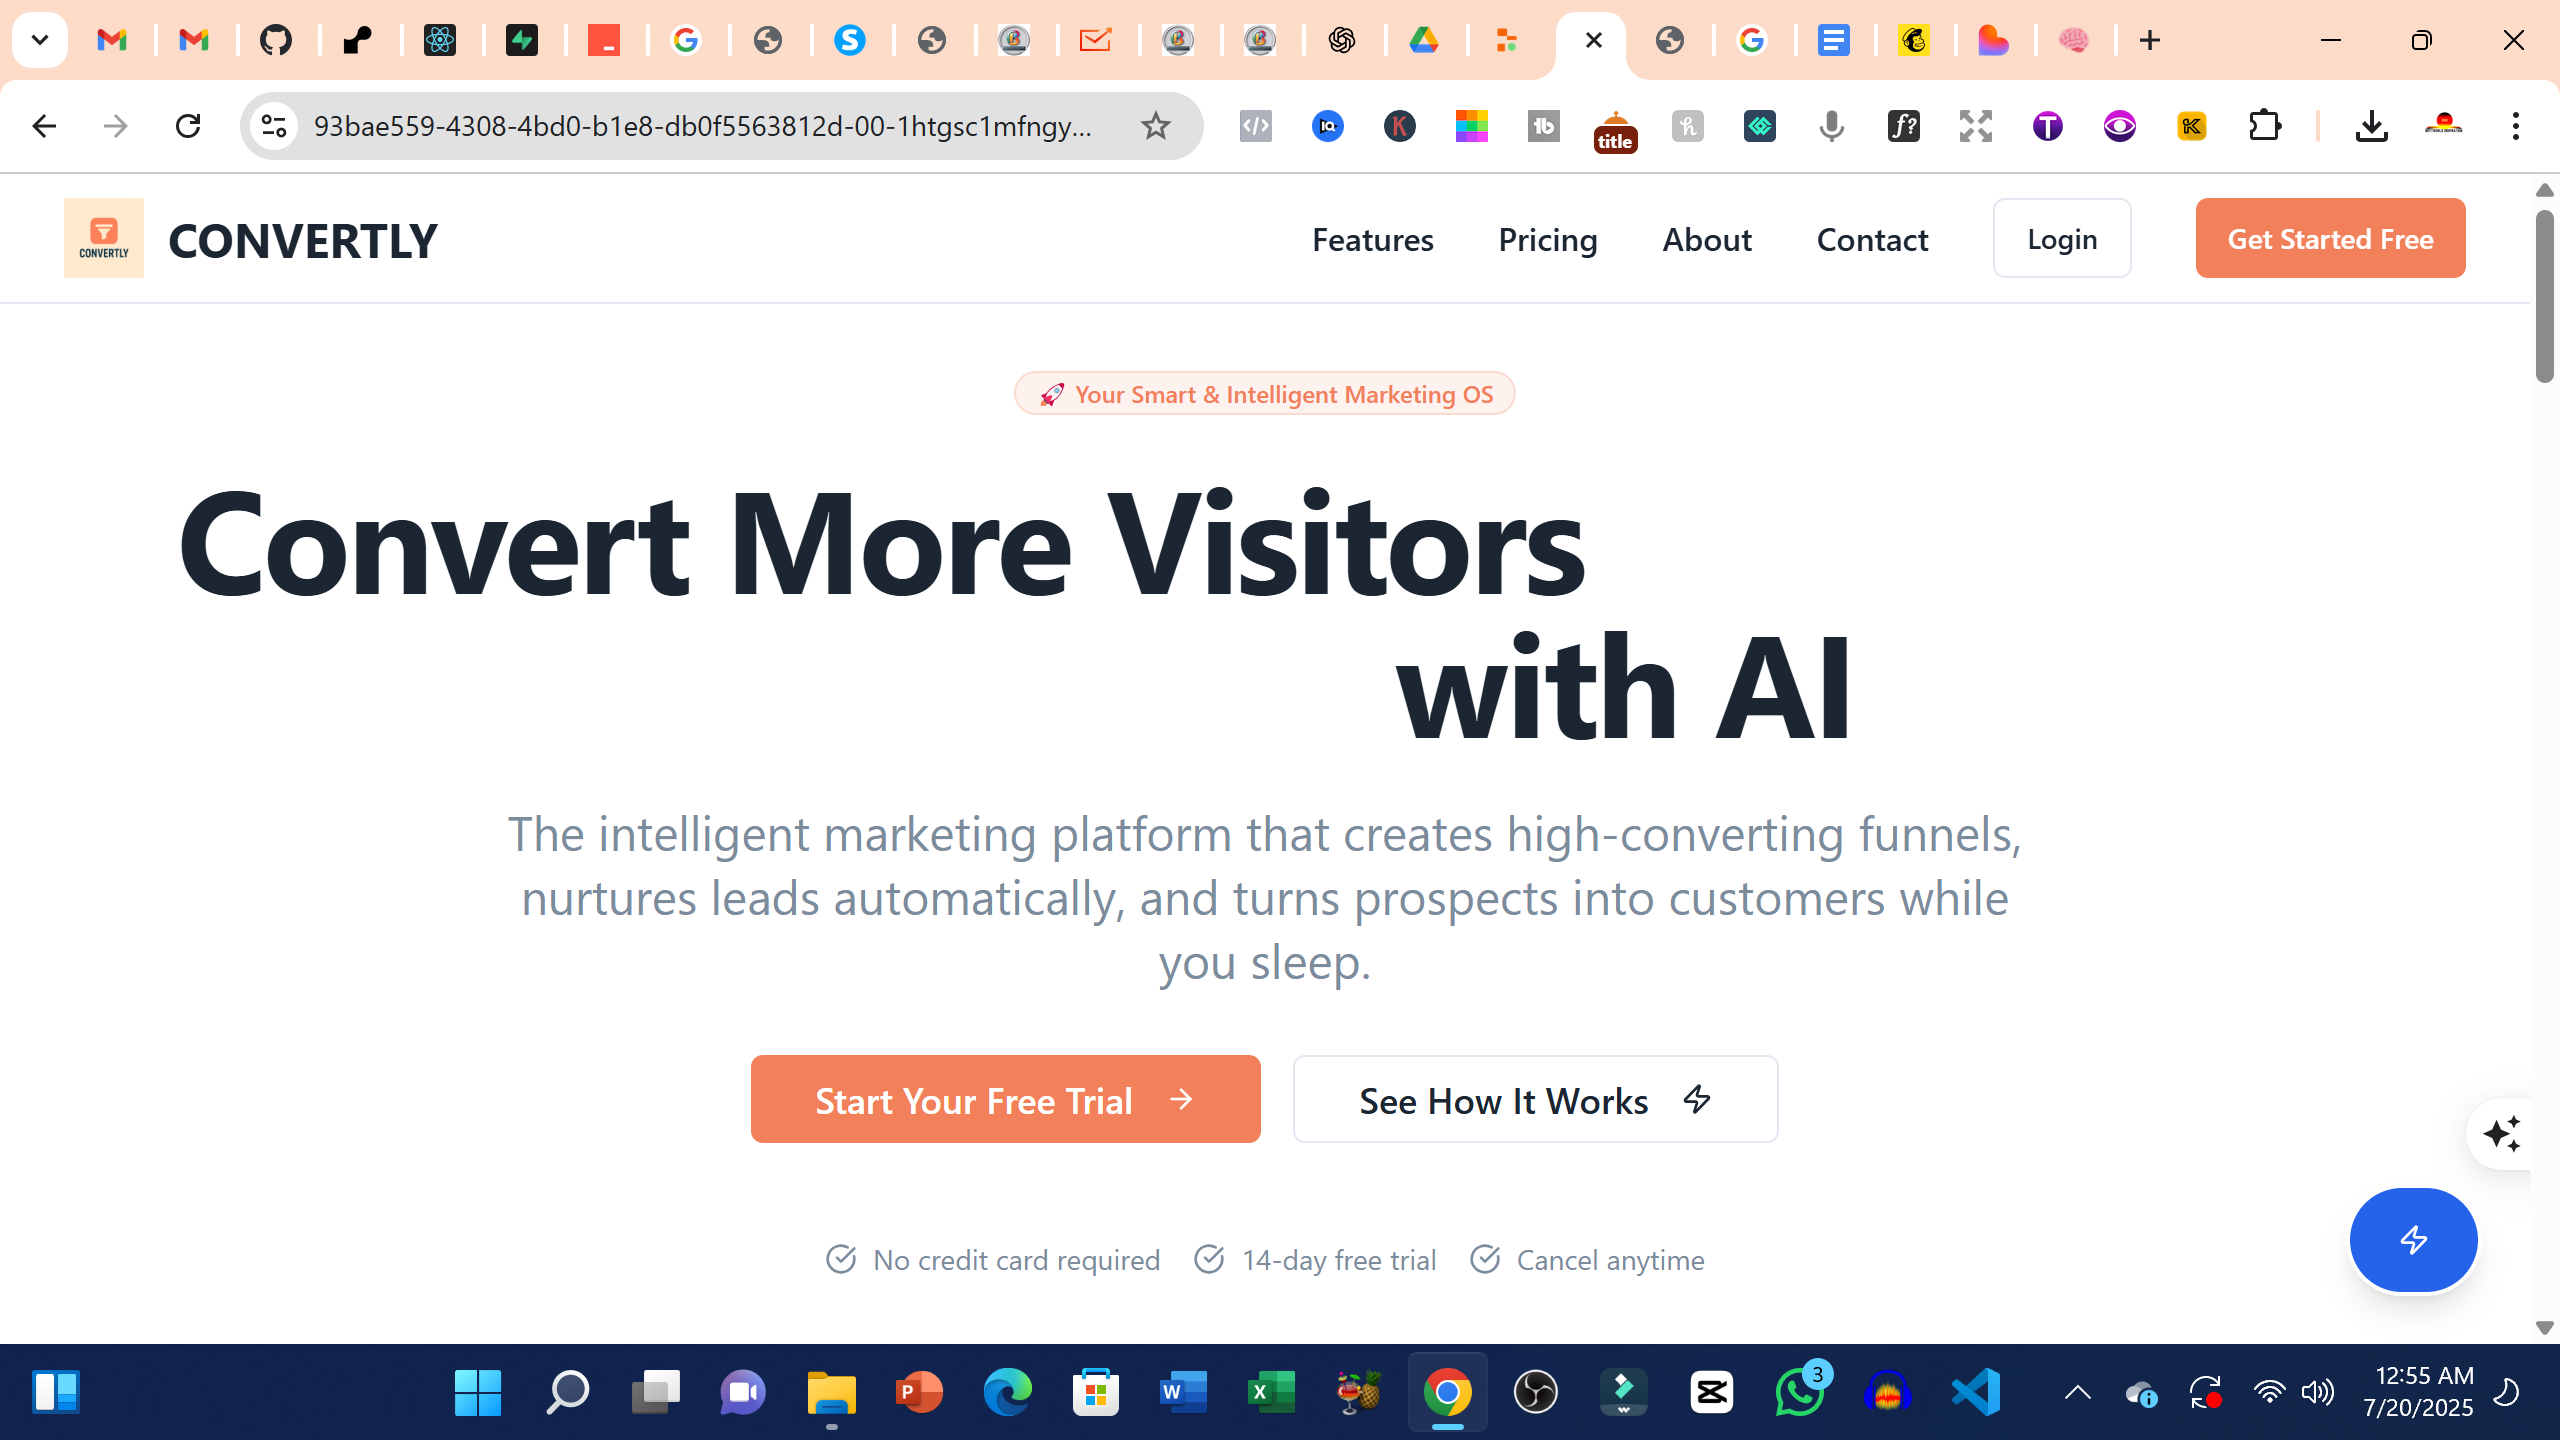 93bae559-4308-4bd0-b1e8-db0f5563812d-00-1htgsc1mfngy...
title
CONVERTLY
CONVERTLY
Features
Pricing
About
Contact
Login
Get Started Free
🚀 Your Smart & Intelligent Marketing OS
Convert More Visitors
with AI
The intelligent marketing platform that creates high-converting funnels,
nurtures leads automatically, and turns prospects into customers while
you sleep.
Start Your Free Trial
See How It Works
No credit card required
14-day free trial
Cancel anytime
3
12:55 AM
7/20/2025